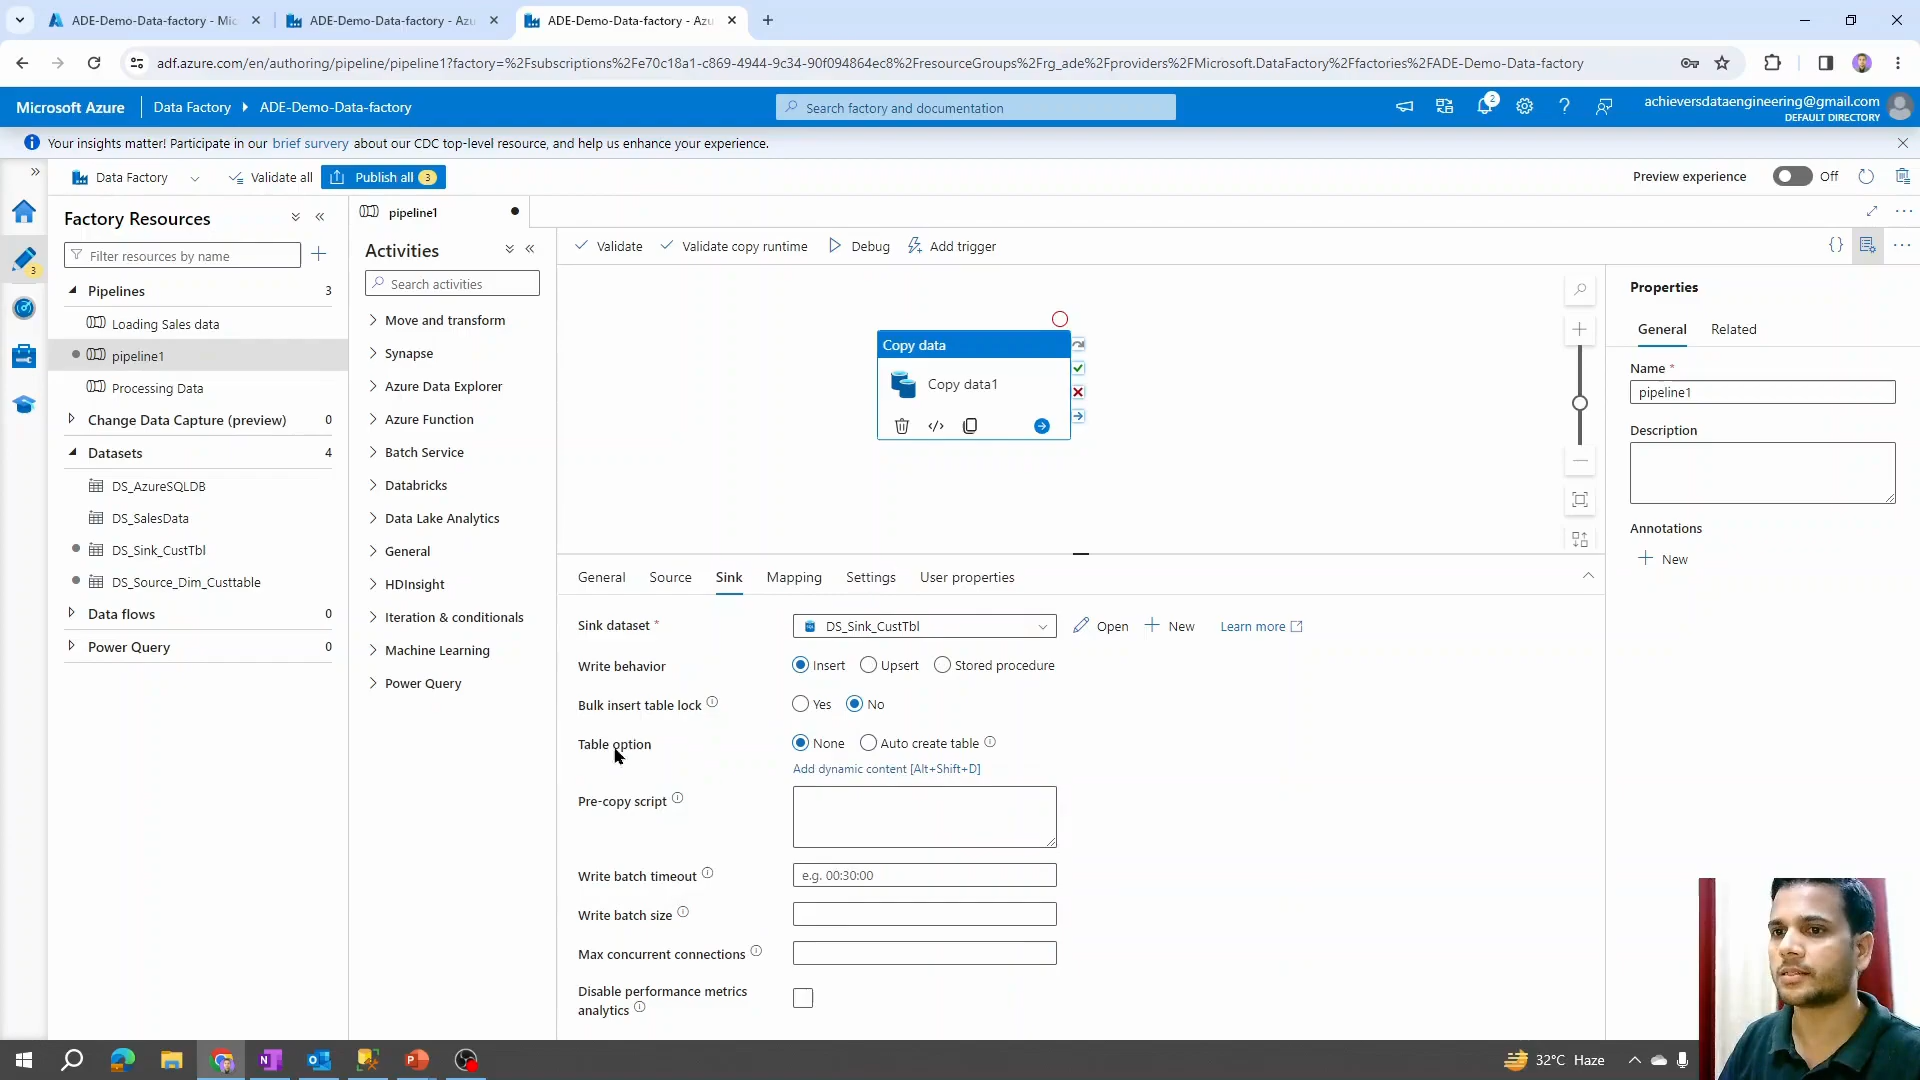 ADE-Demo-Data-factory - Mic
ADE-Demo-Data-factory - Azu
ADE-Demo-Data-factory - Azu
adf.azure.com/en/authoring/pipeline/pipeline1?factory=%2Fsubscriptions%2Fe70c18a1-c869-4944-9c34-90f094864ec8%2FresourceGroups%2Frg_ade%2Fproviders%2FMicrosoft.DataFactory%2Ffactories%2FADE-Demo-Data-factory
Microsoft Azure
Data Factory
ADE-Demo-Data-factory
Search factory and documentation
2
achieversdataengineering@gmail.com
DEFAULT DIRECTORY
Your insights matter! Participate in our brief survery about our CDC top-level resource, and help us enhance your experience.
Data Factory
Validate all
Publish all 3
Preview experience
Off
3
Factory Resources
Filter resources by name
Pipelines 3
Loading Sales data
pipeline1
Processing Data
Change Data Capture (preview) 0
Datasets 4
DS_AzureSQLDB
DS_SalesData
DS_Sink_CustTbl
DS_Source_Dim_Custtable
Data flows 0
Power Query 0
pipeline1
Activities
Search activities
Move and transform
Synapse
Azure Data Explorer
Azure Function
Batch Service
Databricks
Data Lake Analytics
General
HDInsight
Iteration & conditionals
Machine Learning
Power Query
Validate
Validate copy runtime
Debug
Add trigger
Copy data
Copy data1
General
Source
Sink
Mapping
Settings
User properties
Sink dataset *
DS_Sink_CustTbl
Open
New
Learn more
Write behavior
Insert
Upsert
Stored procedure
Bulk insert table lock
Yes
No
Table option
None
Auto create table
Add dynamic content [Alt+Shift+D]
Pre-copy script
Write batch timeout
e.g. 00:30:00
Write batch size
Max concurrent connections
Disable performance metrics
analytics
Properties
General
Related
Name *
pipeline1
Description
Annotations
New
32°C Haze